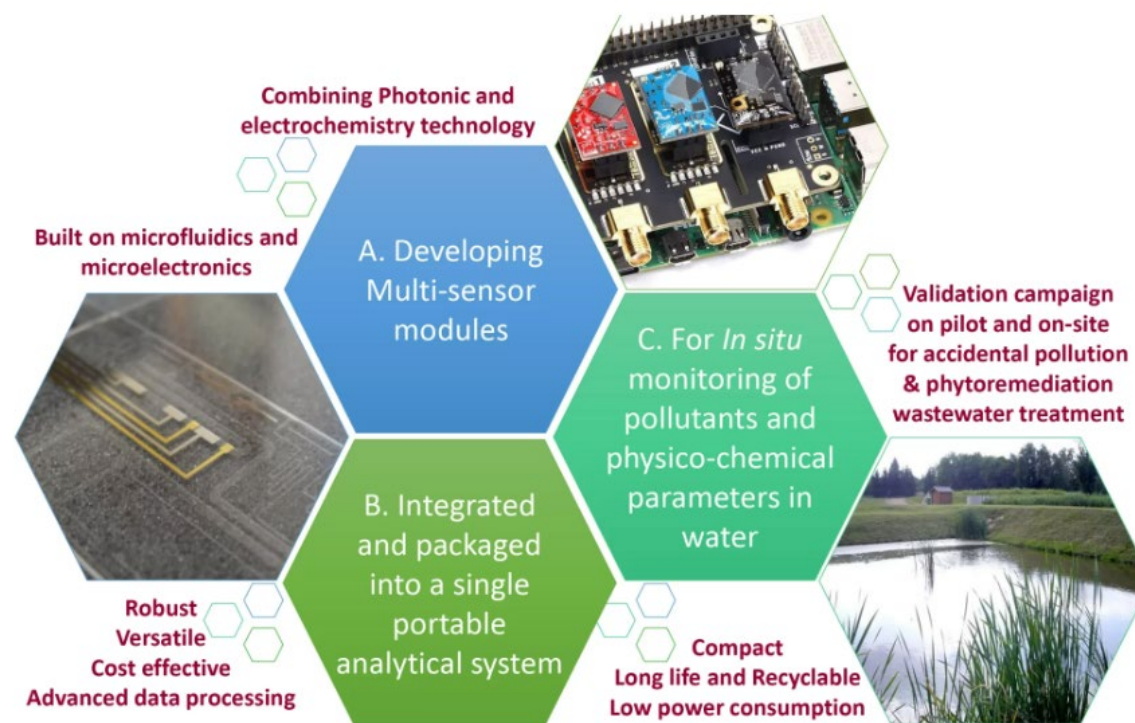 Combining Photonic and
electrochemistry technology
Built on microfluidics and
microelectronics
A. Developing
Multi-sensor
modules
Validation campaign
on pilot and on-site
for accidental pollution
& phytoremediation
wastewater treatment
C. For In situ
monitoring of
pollutants and
physico-chemical
parameters in
water
B. Integrated
and packaged
into a single
portable
analytical system
Robust
Versatile
Cost effective
Advanced data processing
Compact
Long life and Recyclable
Low power consumption